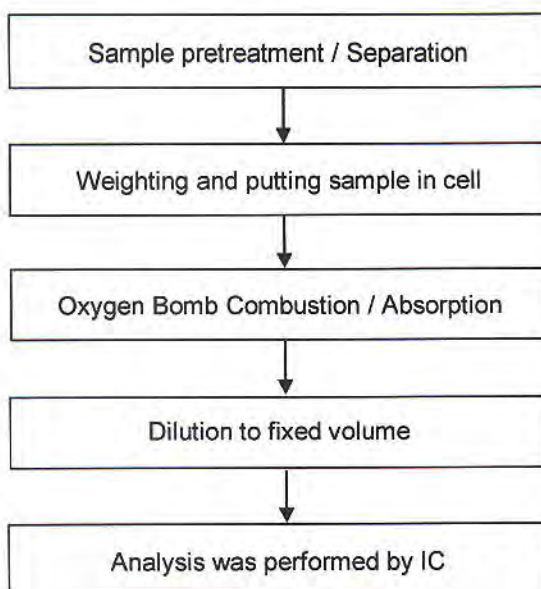 Sample pretreatment / Separation
Weighting and putting sample in cell
Oxygen Bomb Combustion / Absorption
Dilution to fixed volume
Analysis was performed by IC